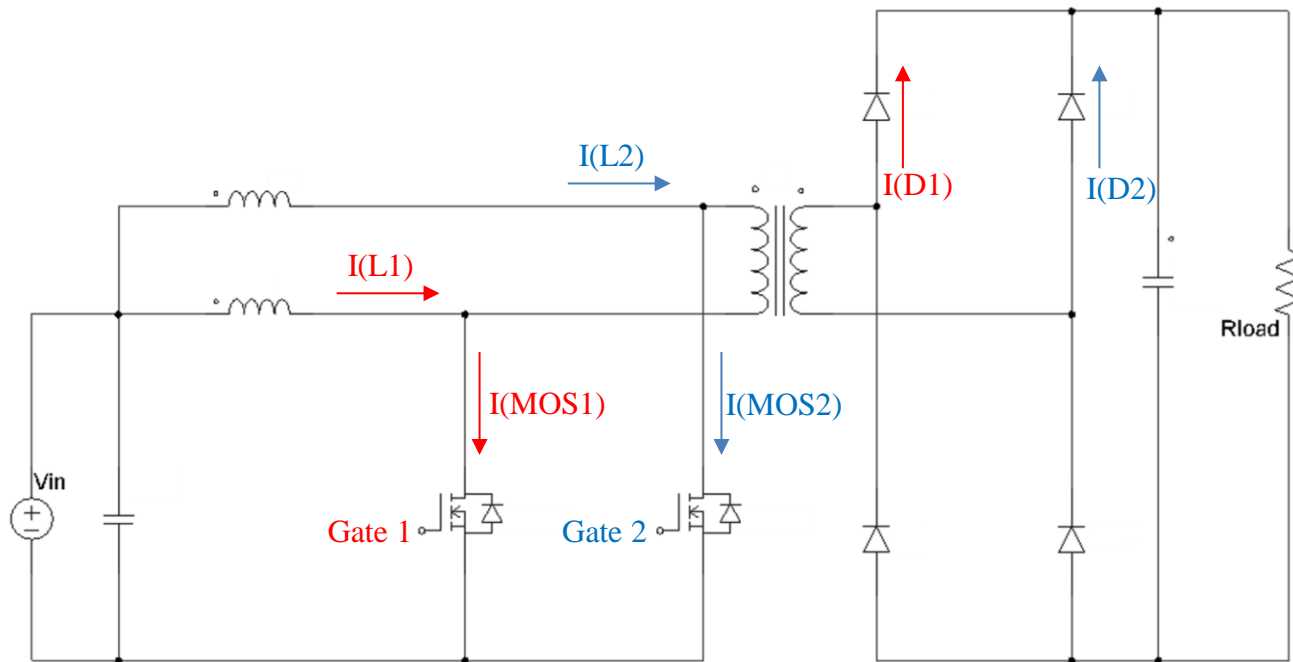 I(L2)
I(D1)
I(D2)
I(L1)
Rload
I(MOS1)
I(MOS2)
Vin
Gate 1
Gate 2